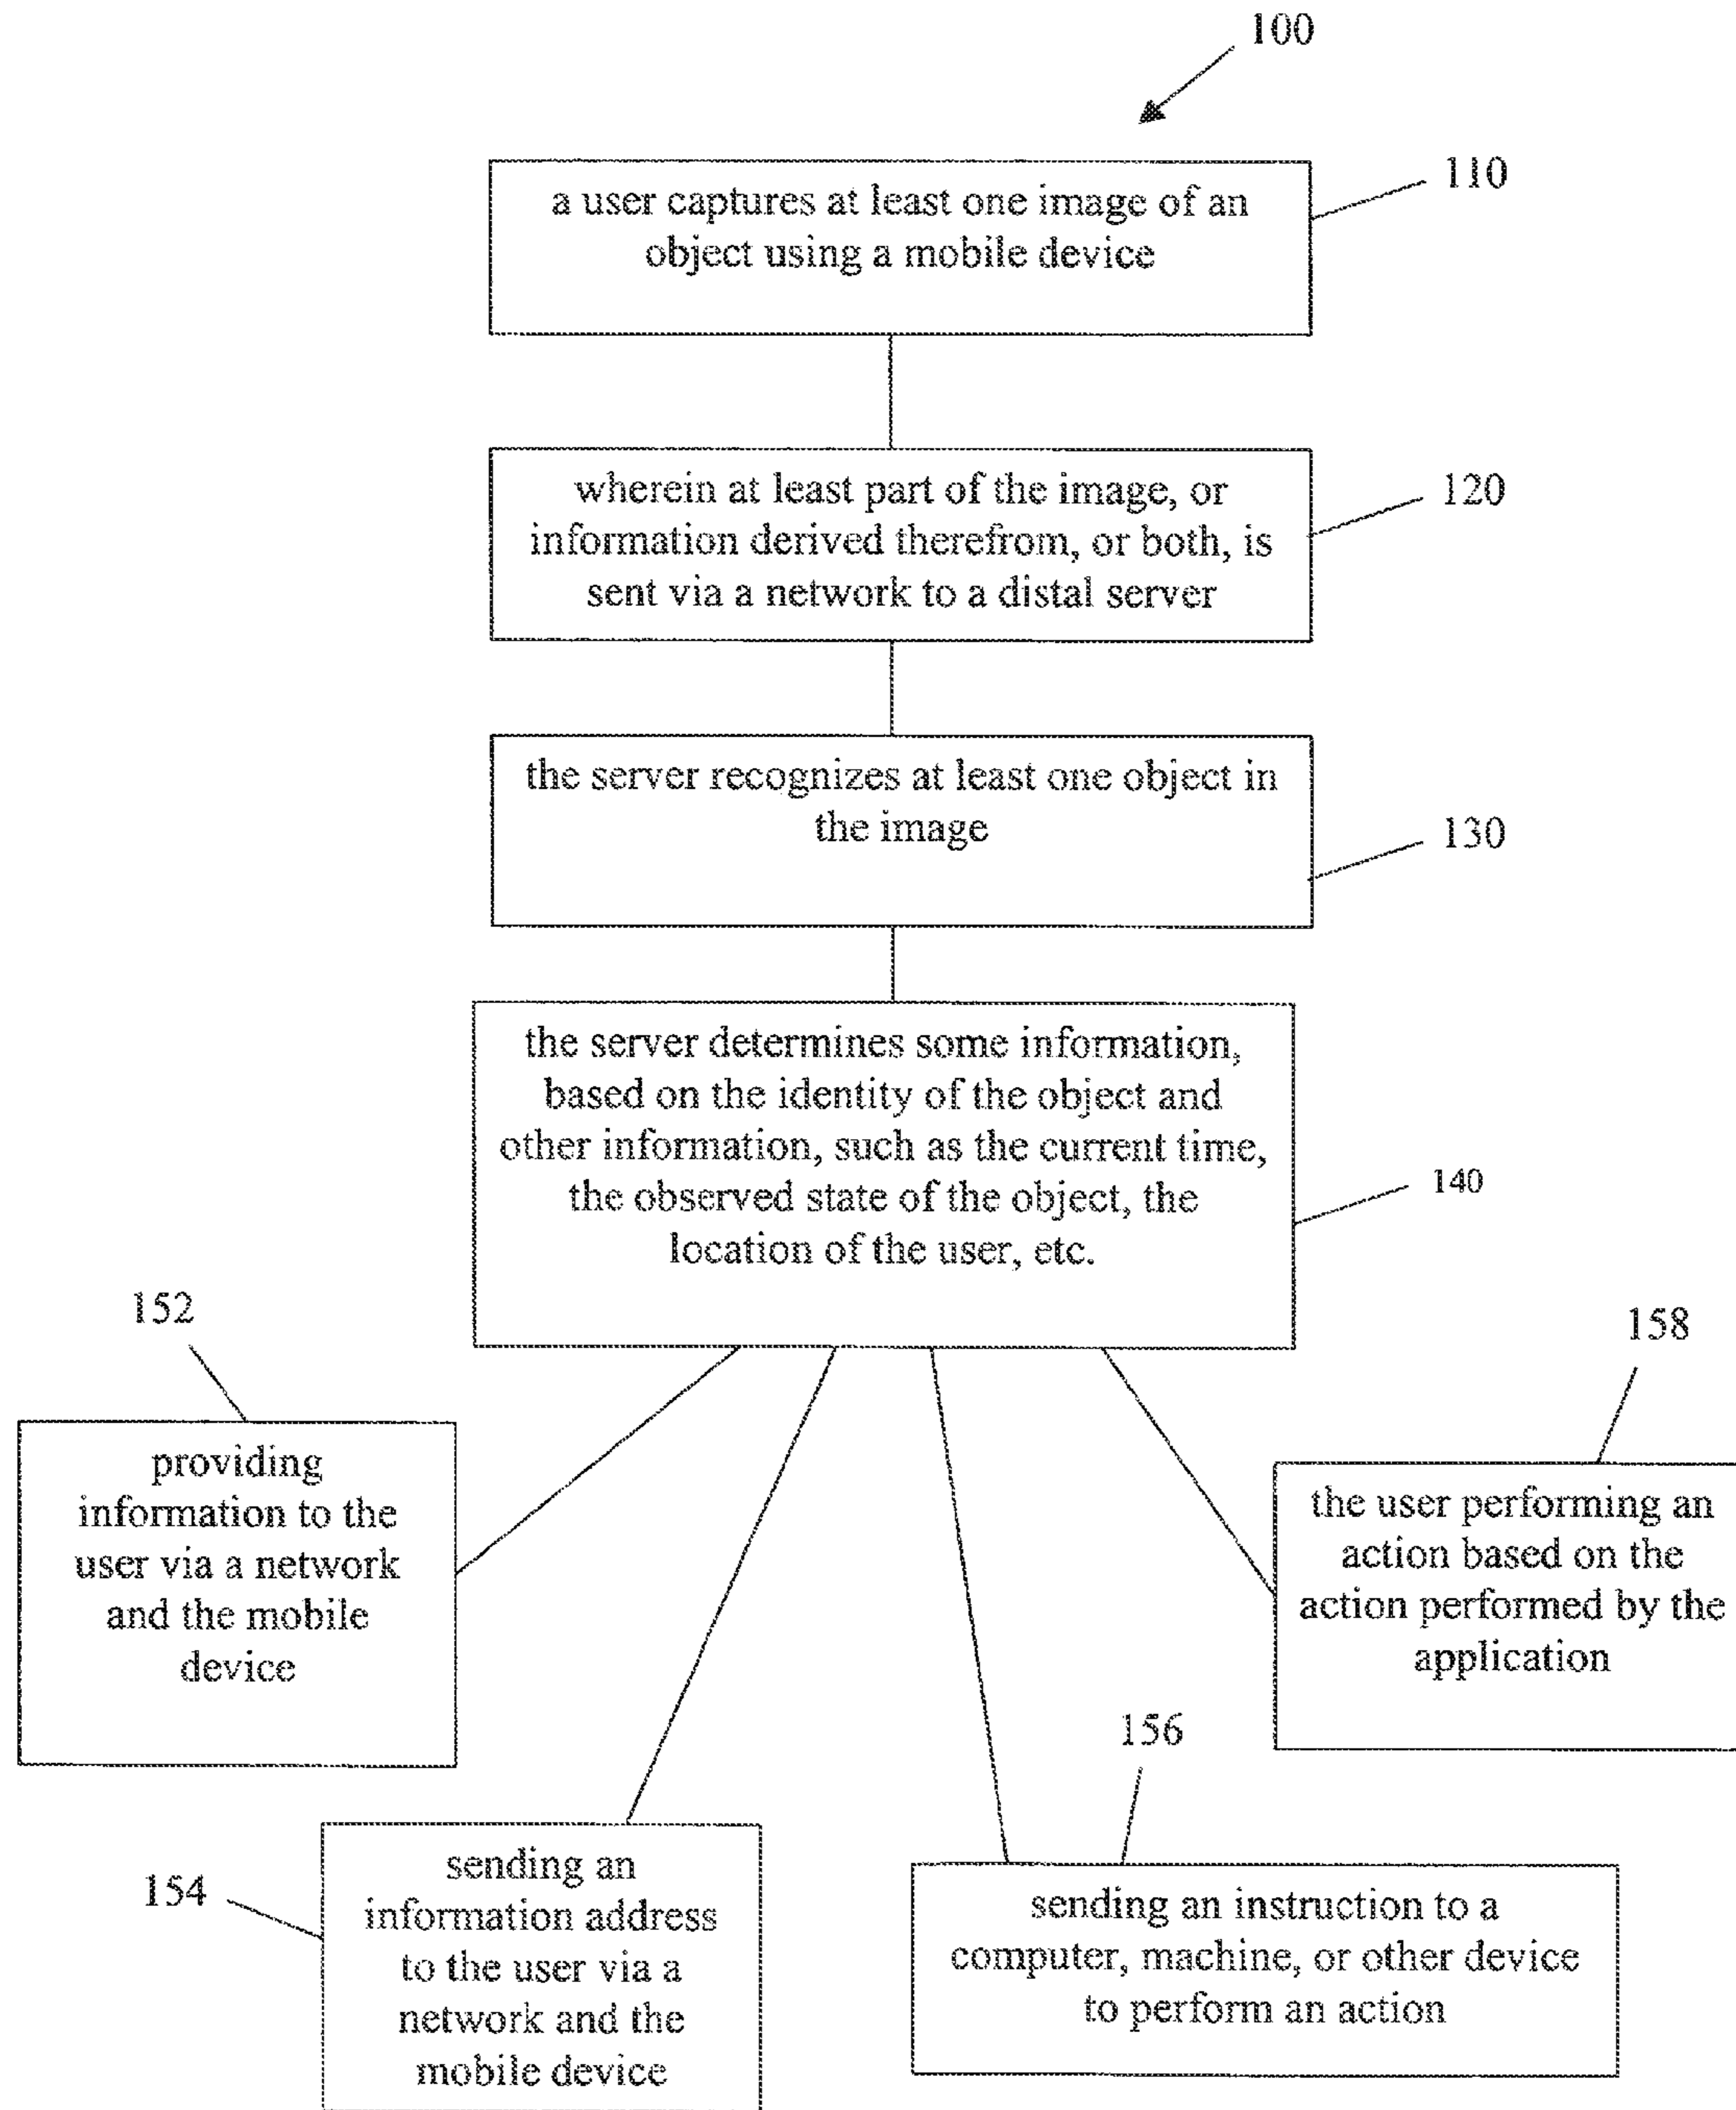 100
110
a user captures at least one image of an
object using a mobile device
120
wherein at least part of the image, or
information derived therefrom, or both, is
sent via a network to a distal server
the server recognizes at least one object in
the image
130
the server determines some information,
based on the identity of the object and
other information, such as the current time,
the observed state of the object, the
location of the user, etc.
140
152
providing
information to the
user via a network
and the mobile
device
158
the user performing an
action based on the
action performed by the
application
154
sending an
information address
to the user via a
network and the
mobile device
156
sending an instruction to a
computer, machine, or other device
to perform an action